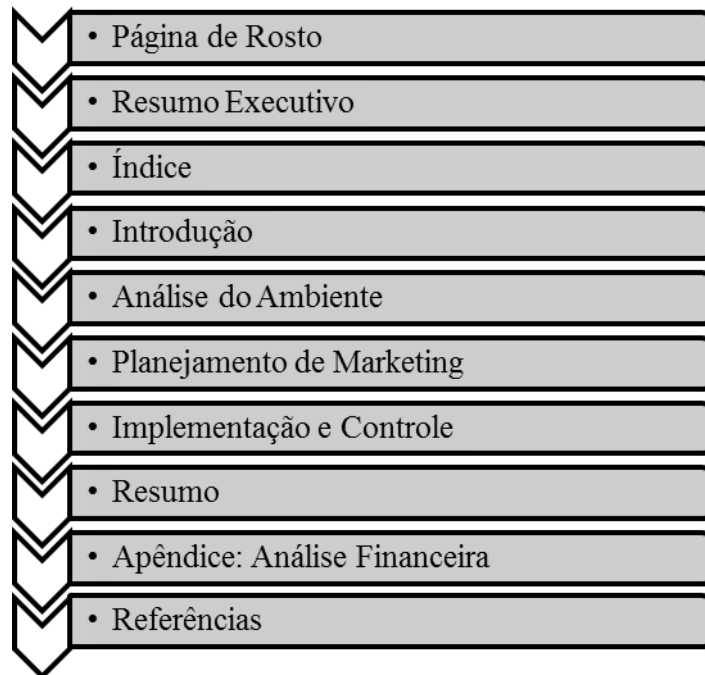 • Página de Rosto
• Resumo Executivo
• Índice
• Introdução
• Análise do Ambiente
• Planejamento de Marketing
• Implementação e Controle
• Resumo
• Apêndice: Análise Financeira
• Referências